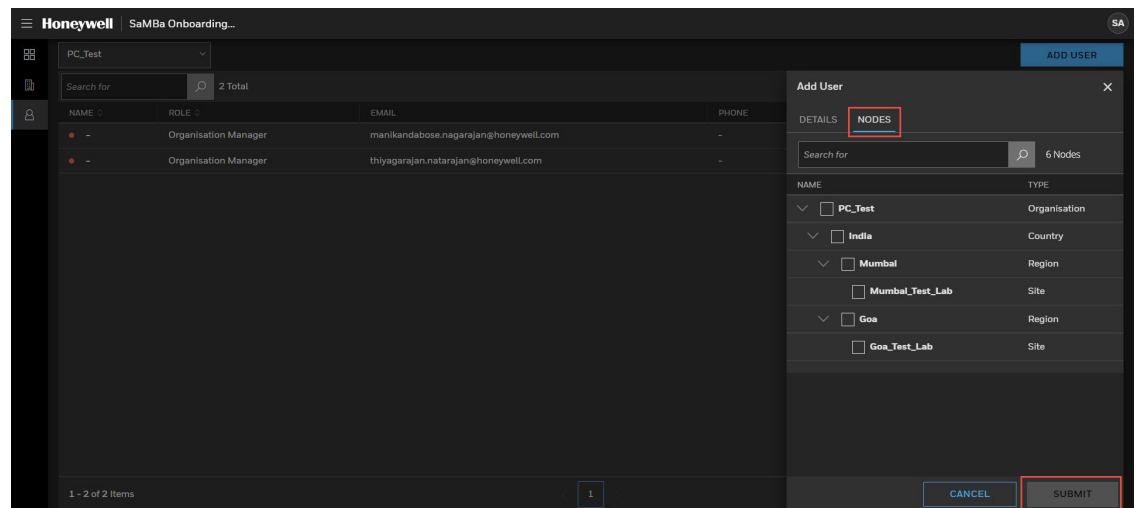 Honeywell SaMBa Onboarding... SA
PC_Test ADD USER
Search for 2 Total
NAME ROLE EMAIL PHONE
- Organisation Manager manikandabose.nagarajan@honeywell.com -
- Organisation Manager thiyagarajan.natarajan@honeywell.com -
1 - 2 of 2 Items 1
Add User
DETAILS NODES
Search for 6 Nodes
NAME TYPE
PC_Test Organisation
India Country
Mumbai Region
Mumbai_Test_Lab Site
Goa Region
Goa_Test_Lab Site
CANCEL SUBMIT